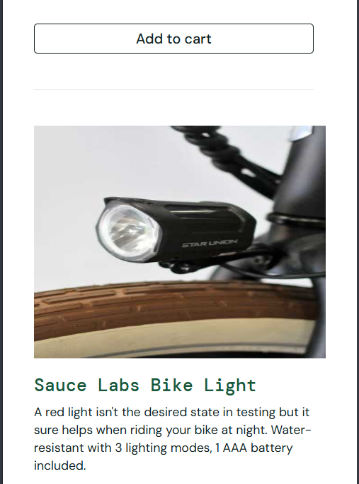 Add to cart
STAR UNION
Sauce Labs Bike Light
A red light isn't the desired state in testing but it
sure helps when riding your bike at night. Water-
resistant with 3 lighting modes, 1 AAA battery
included.